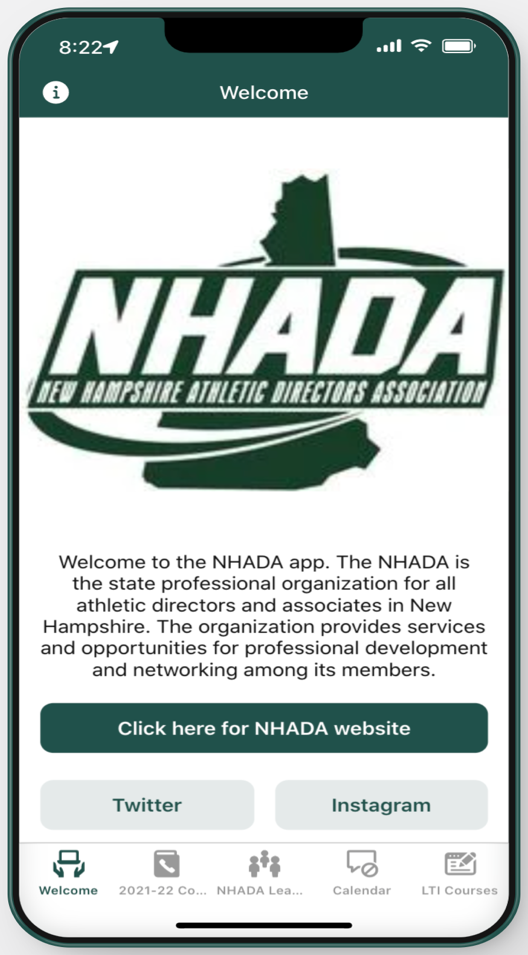 8:22
Welcome
NHADA
NEW HAMPSHIRE ATHLETIC DIRECTORS ASSOCIATION
Welcome to the NHADA app. The NHADA is
the state professional organization for all
athletic directors and associates in New
Hampshire. The organization provides services
and opportunities for professional development
and networking among its members.
Click here for NHADA website
Twitter
Instagram
Welcome
2021-22 Co...
NHADA Lea...
Calendar
LTI Courses